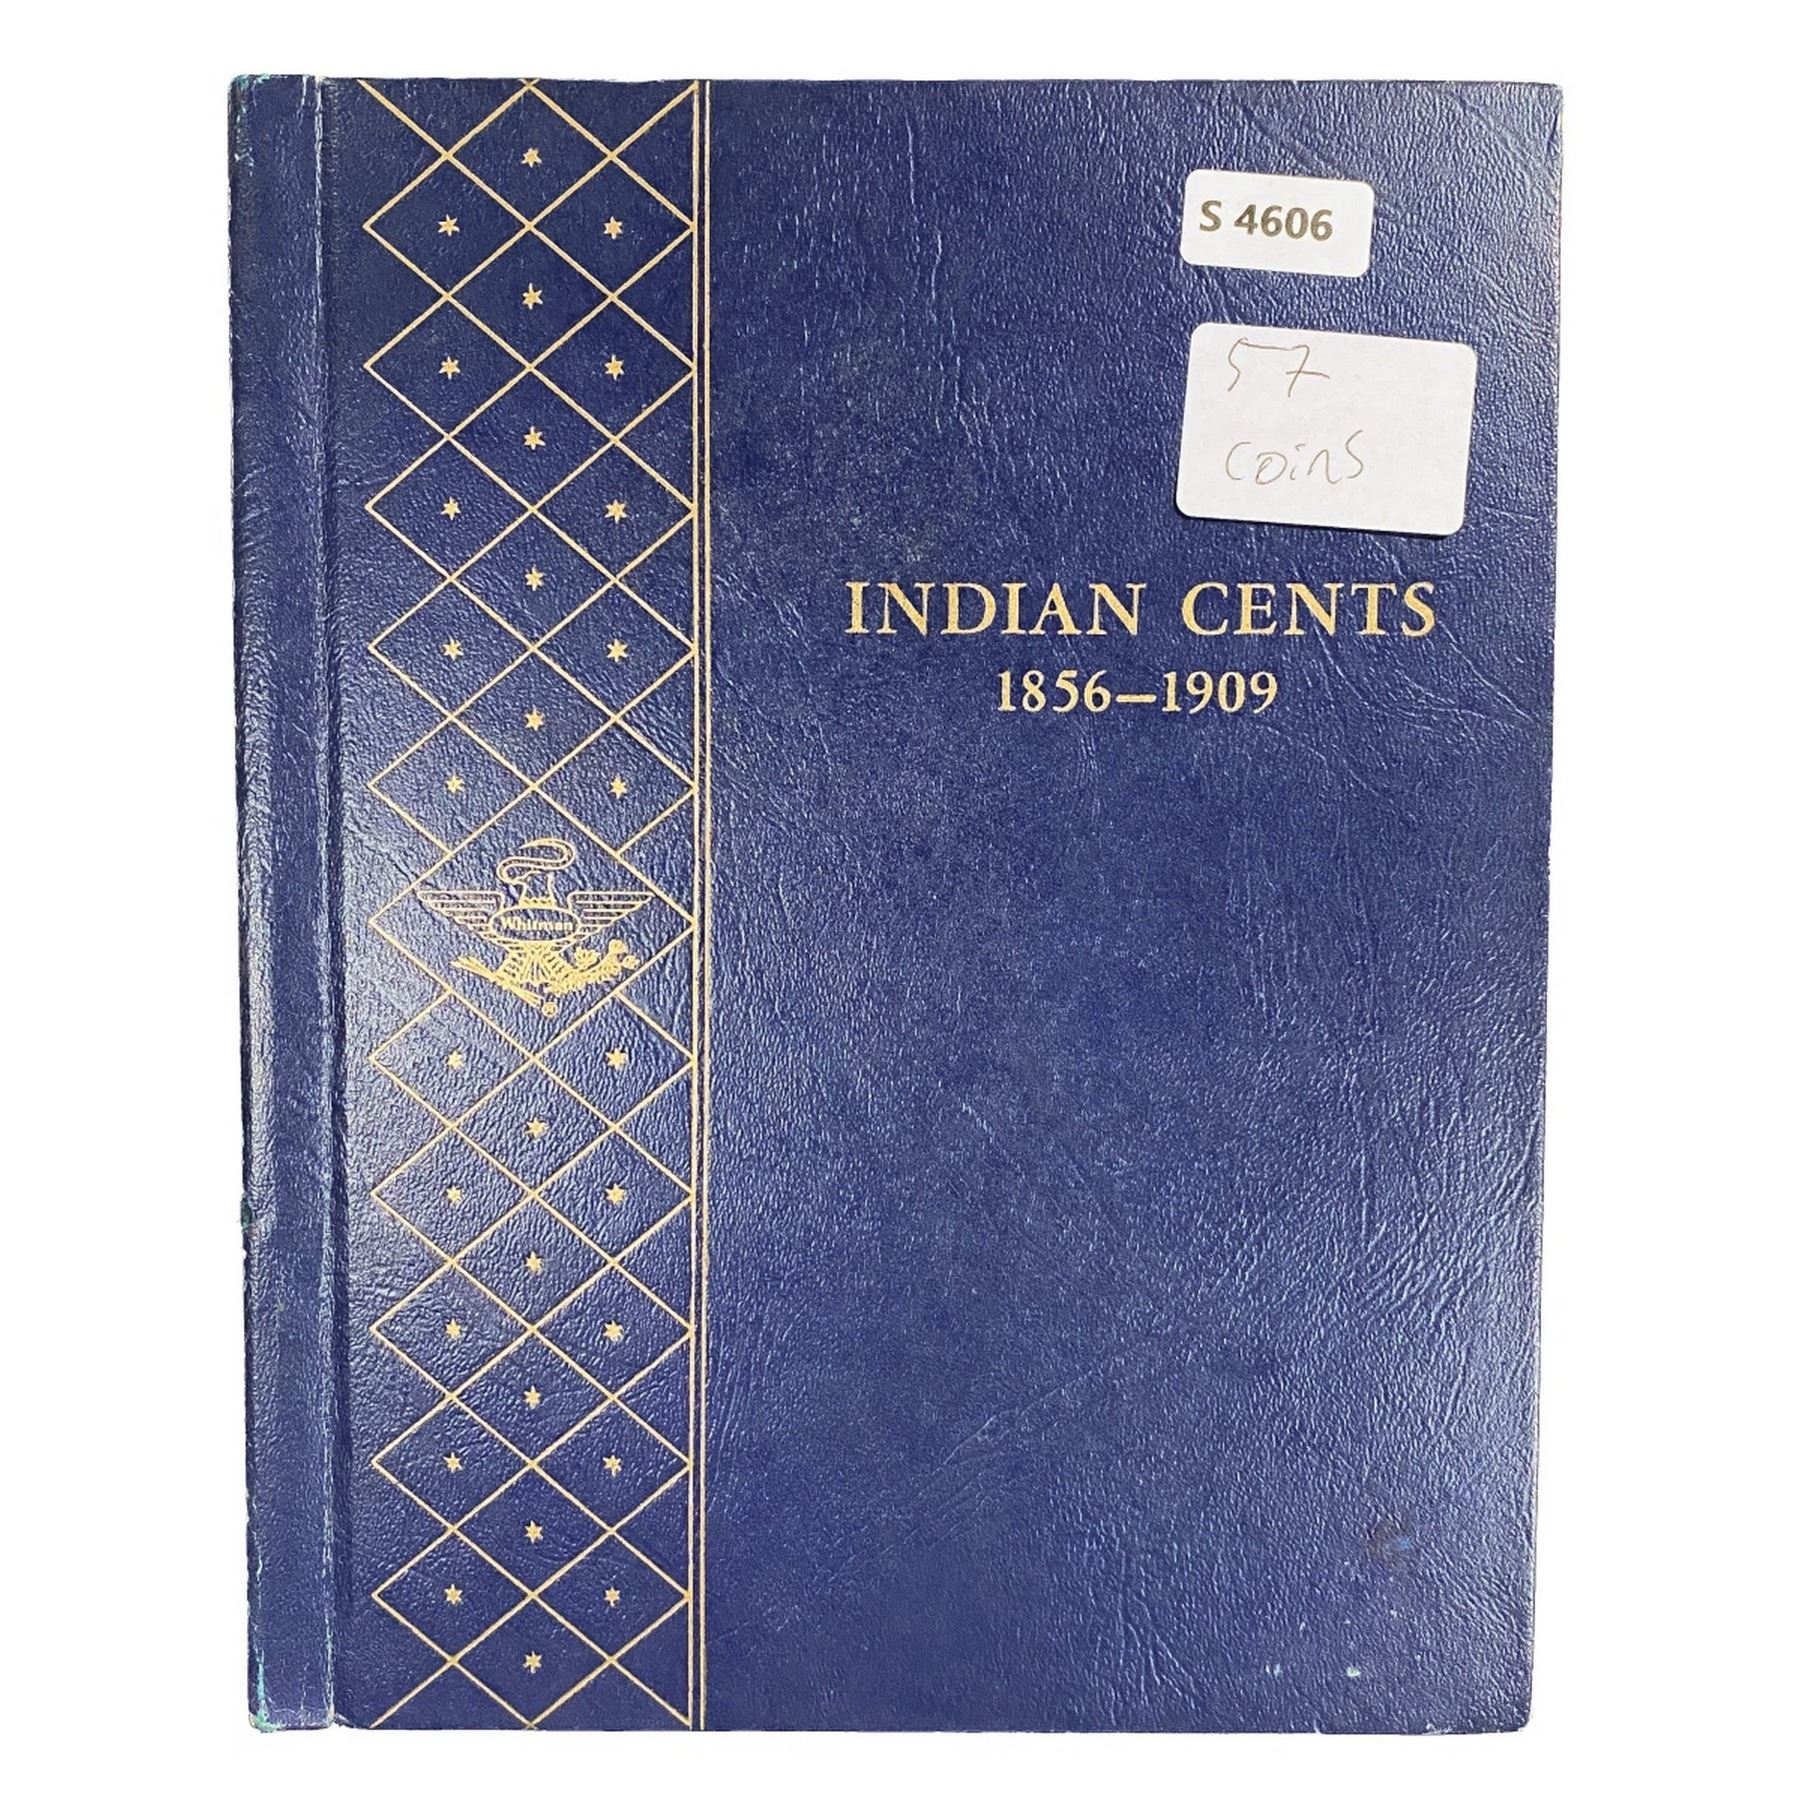 S 4606
57
coins
INDIAN CENTS
1856–1909
Whitman
®